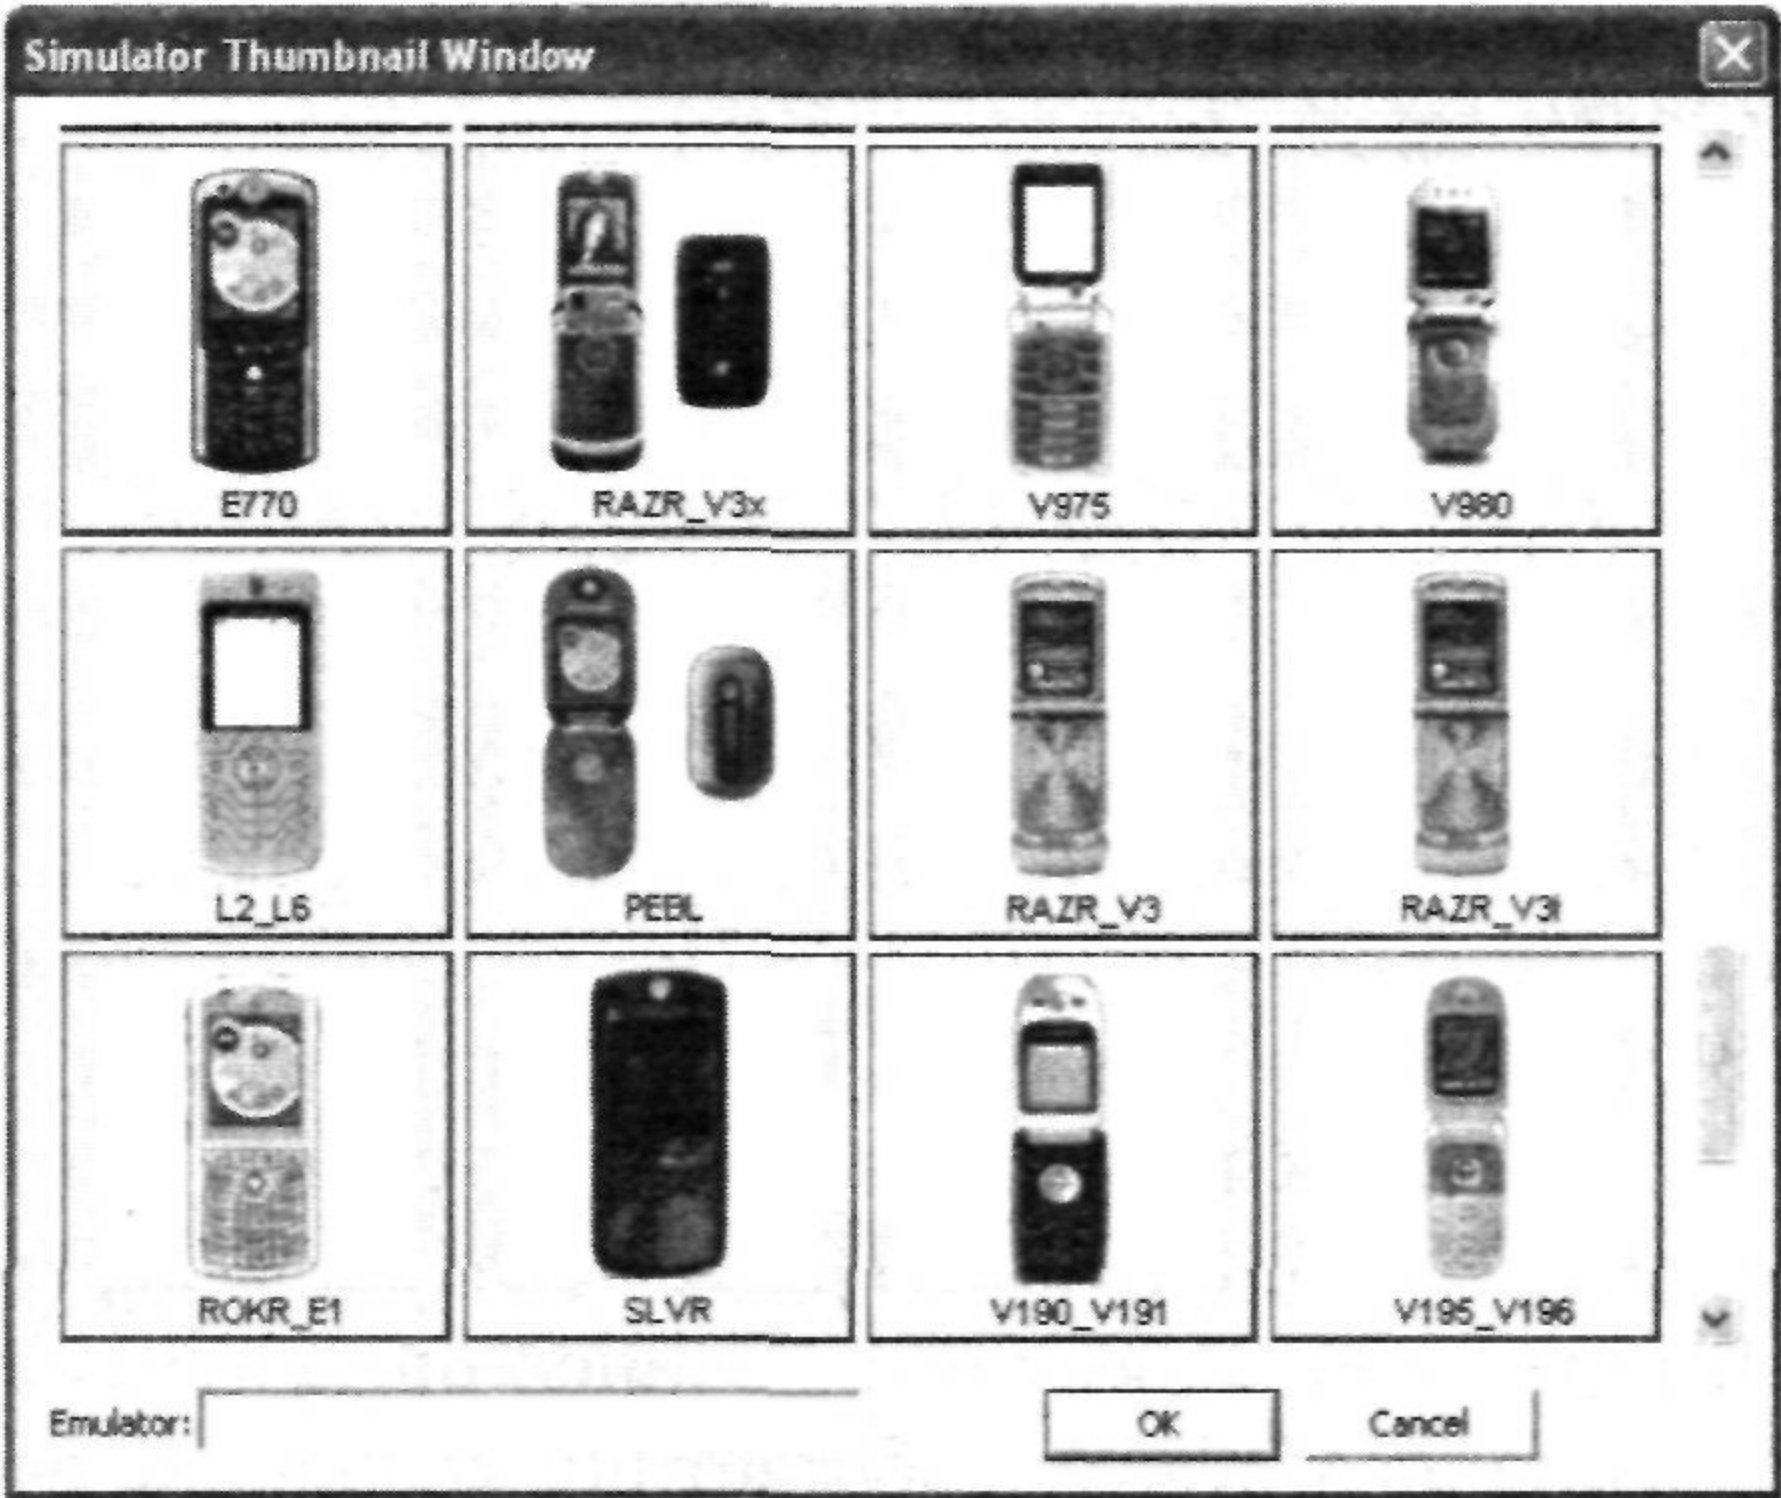 Simulator Thumbnail Window
E770 RAZR_V3x V975 V980
L2_L6 PEBL RAZR_V3 RAZR_V3i
ROKR_E1 SLVR V190_V191 V195_V196
Emulator: OK Cancel